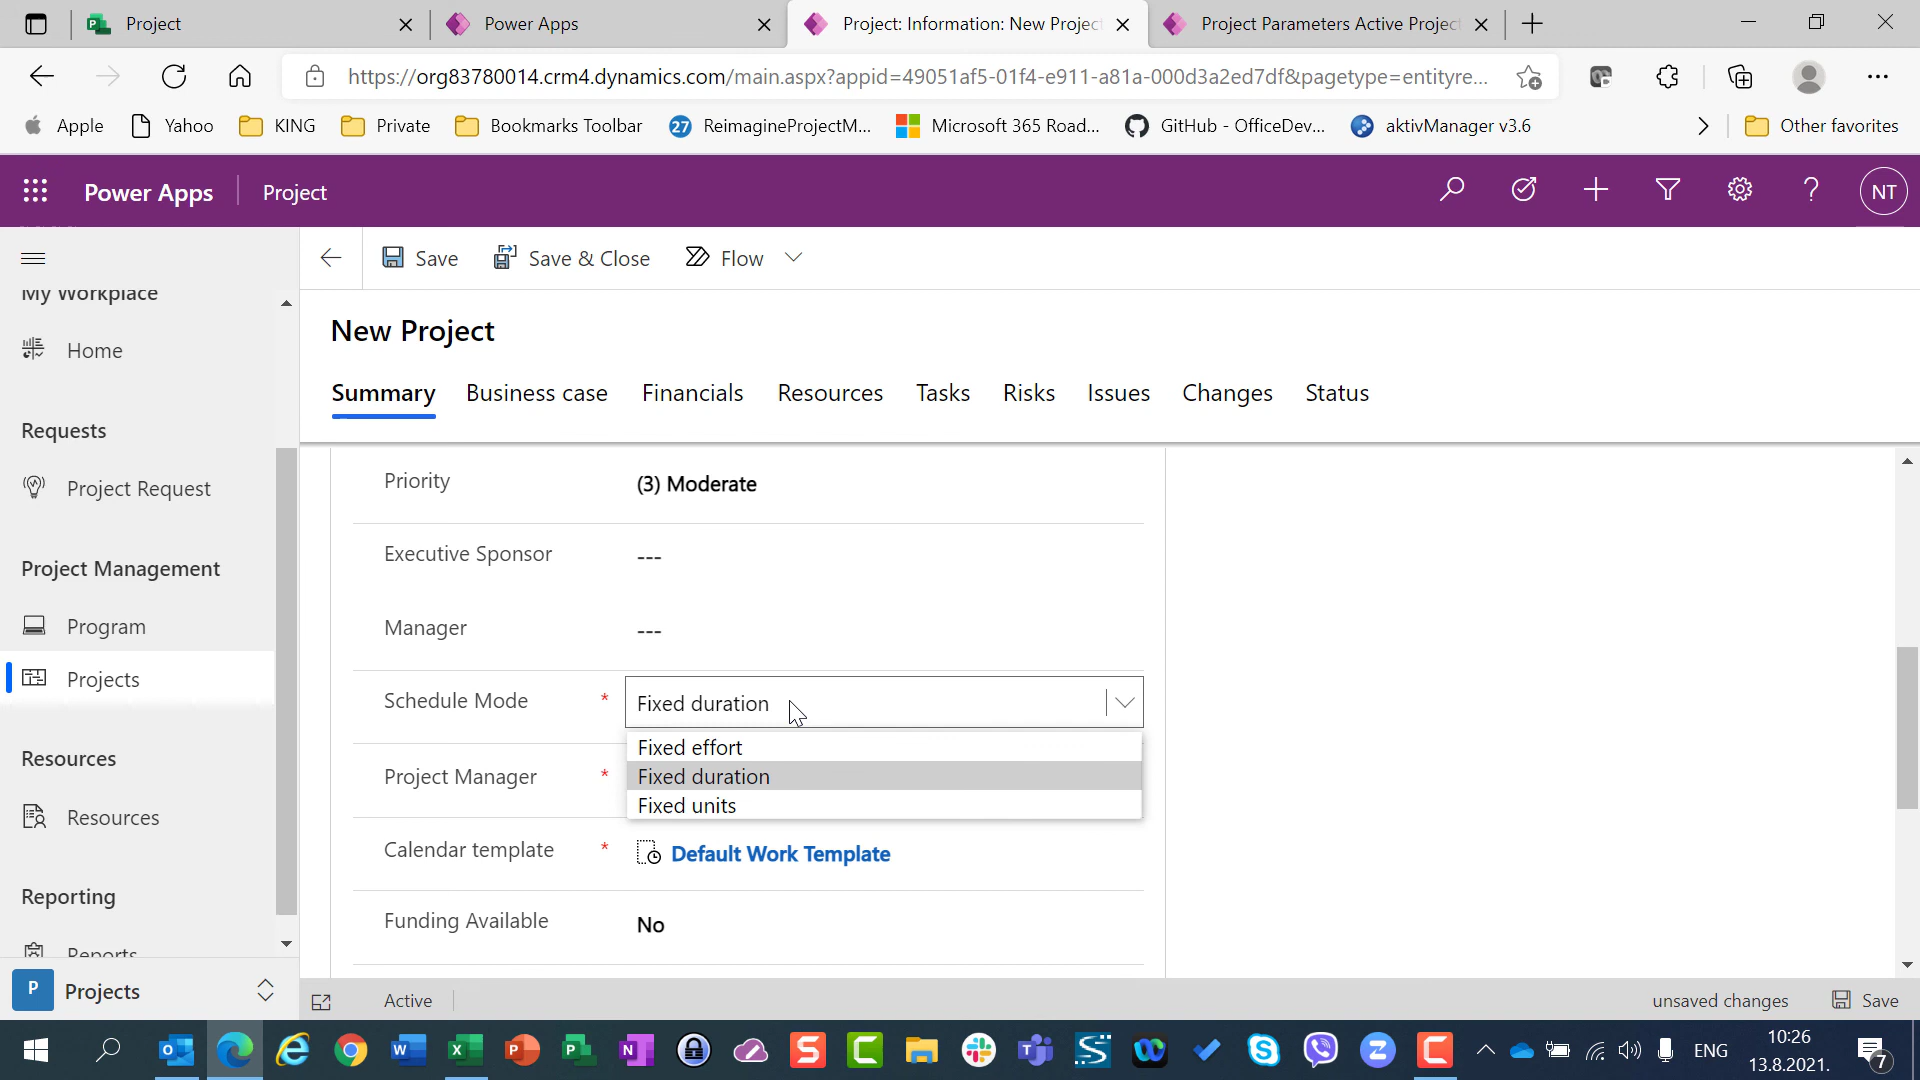 Project
Power Apps
Project: Information: New Projec
Project Parameters Active Projec
https://org83780014.crm4.dynamics.com/main.aspx?appid=49051af5-01f4-e911-a81a-000d3a2ed7df&pagetype=entityre...
Apple
Yahoo
KING
Private
Bookmarks Toolbar
27 ReimagineProjectM...
Microsoft 365 Road...
GitHub - OfficeDev...
aktivManager v3.6
Other favorites
Power Apps
Project
NT
Save
Save & Close
Flow
My Workplace
Home
Requests
Project Request
Project Management
Program
Projects
Resources
Resources
Reporting
Reports
P Projects
New Project
Summary Business case Financials Resources Tasks Risks Issues Changes Status
Priority (3) Moderate
Executive Sponsor ---
Manager ---
Schedule Mode * Fixed duration
Fixed effort
Fixed duration
Fixed units
Project Manager *
Calendar template * Default Work Template
Funding Available No
Active
unsaved changes
Save
ENG
10:26
13.8.2021.
7